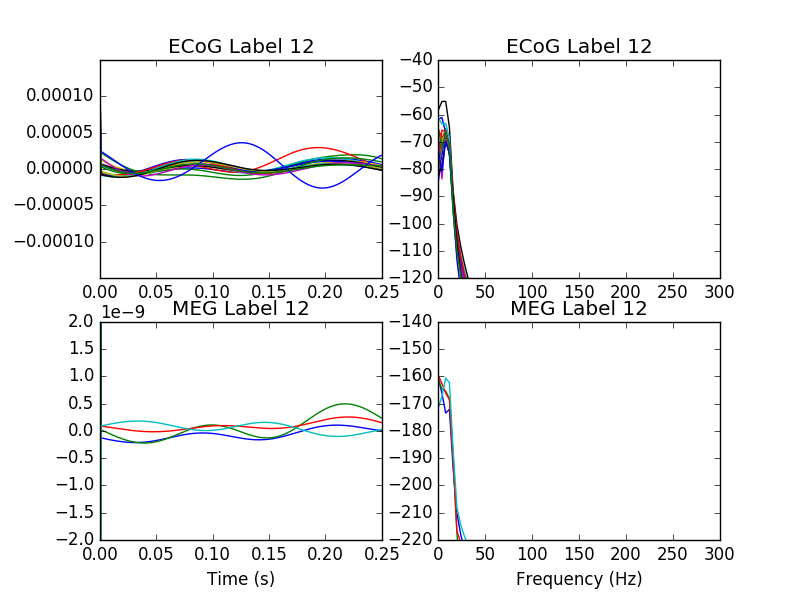 ECoG Label 12
0.00010
0.00005
0.00000
−0.00005
−0.00010
0.00 0.05 0.10 0.15 0.20 0.25
ECoG Label 12
−40
−50
−60
−70
−80
−90
−100
−110
−120
0 50 100 150 200 250 300
MEG Label 12
1e−9
2.0
1.5
1.0
0.5
0.0
−0.5
−1.0
−1.5
−2.0
0.00 0.05 0.10 0.15 0.20 0.25
Time (s)
MEG Label 12
−140
−150
−160
−170
−180
−190
−200
−210
−220
0 50 100 150 200 250 300
Frequency (Hz)